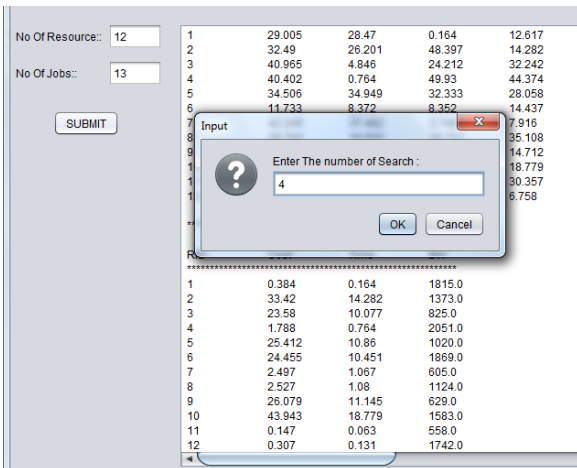 No Of Resource:: 12
No Of Jobs:: 13
SUBMIT
1 29.005 28.47 0.164 12.617
2 32.49 26.201 48.397 14.282
3 40.965 4.846 24.212 32.242
4 40.402 0.764 49.93 44.374
5 34.506 34.949 32.333 28.058
6 11.733 8.372 8.352 14.437
7 7.916
8 35.108
9 14.712
18.779
30.357
6.758
Input
Enter The number of Search :
4
OK Cancel
*******************************************************
1 0.384 0.164 1815.0
2 33.42 14.282 1373.0
3 23.58 10.077 825.0
4 1.788 0.764 2051.0
5 25.412 10.86 1020.0
6 24.455 10.451 1869.0
7 2.497 1.067 605.0
8 2.527 1.08 1124.0
9 26.079 11.145 629.0
10 43.943 18.779 1583.0
11 0.147 0.063 558.0
12 0.307 0.131 1742.0